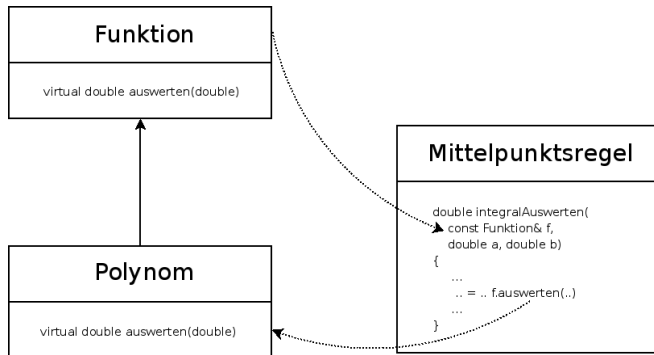 Funktion
virtual double auswerten(double)
Mittelpunktsregel
double integralAuswerten(
const Funktion& f,
double a, double b)
{
...
.. = .. f.auswerten(..)
...
}
Polynom
virtual double auswerten(double)